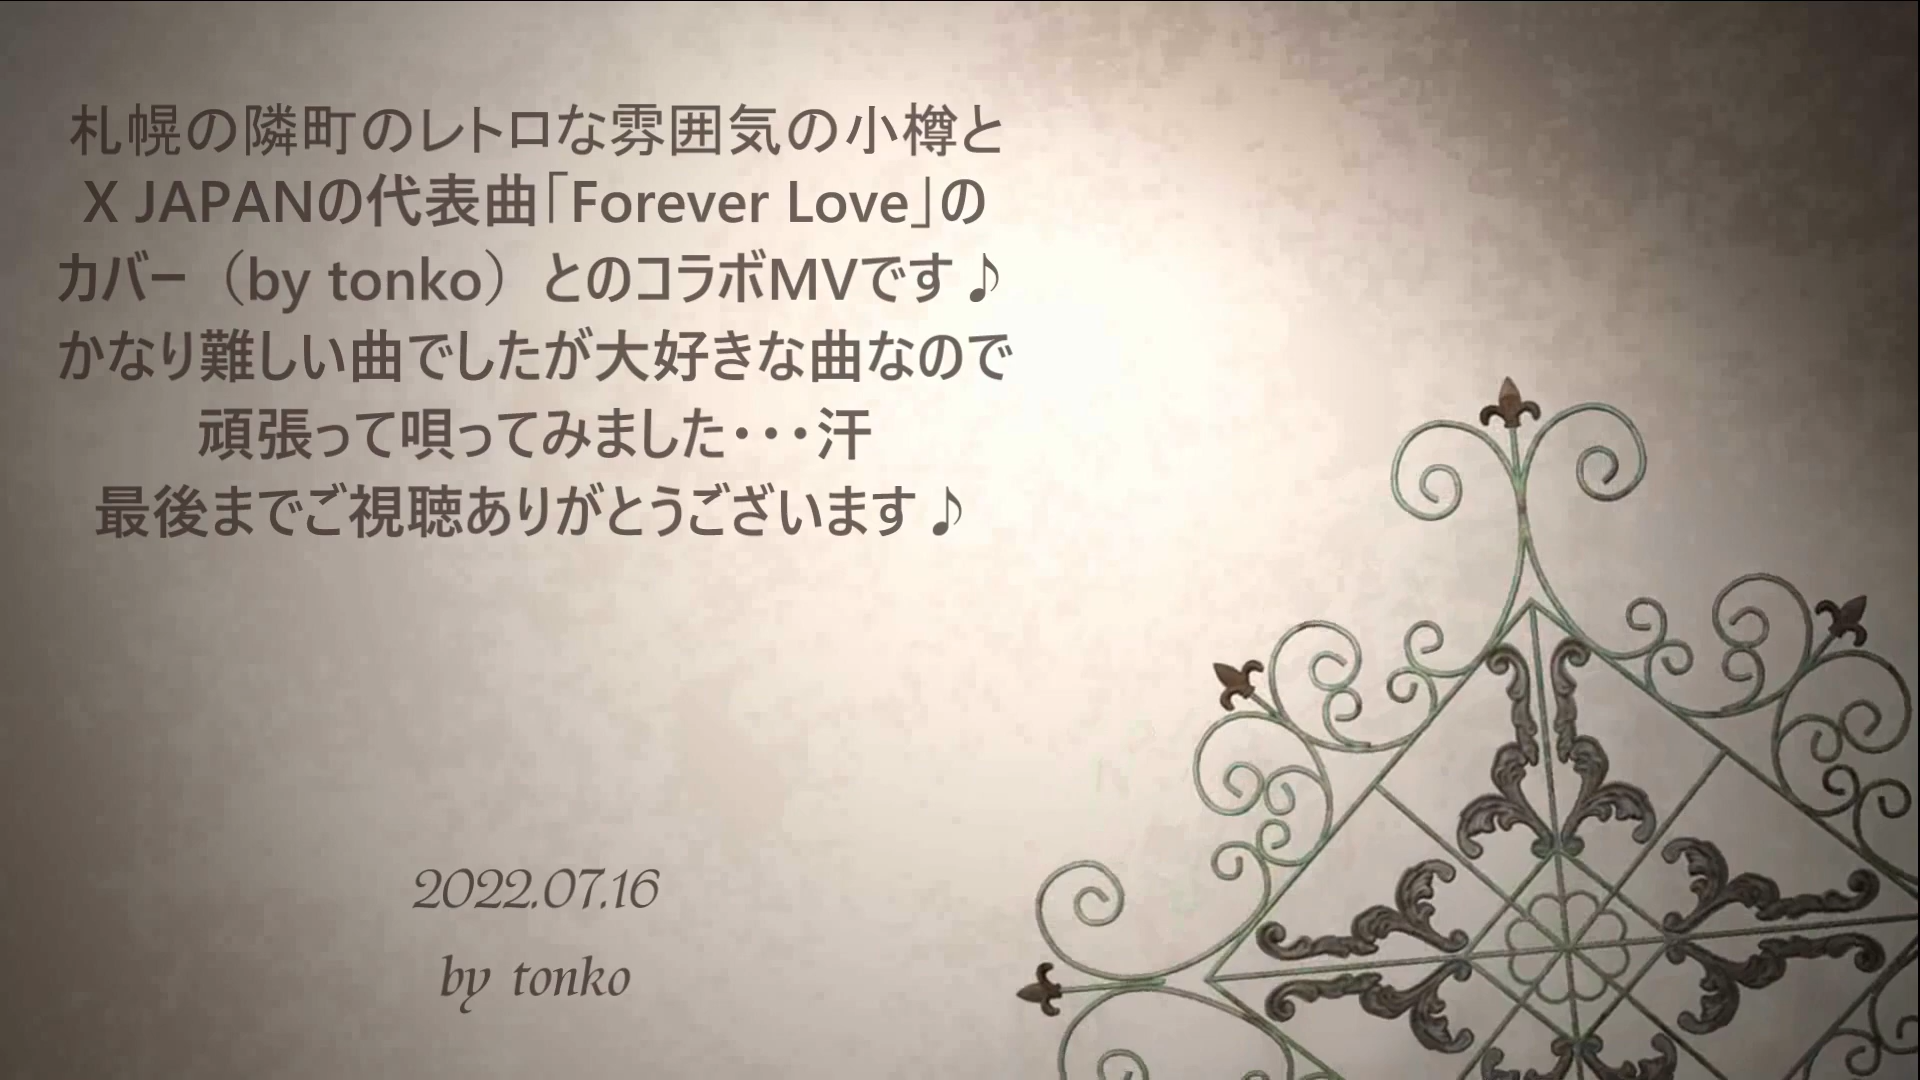 札幌の隣町のレトロな雰囲気の小樽と
X JAPANの代表曲｢Forever Love｣の
カバー（by tonko）とのコラボMVです♪
かなり難しい曲でしたが大好きな曲なので
頑張って唄ってみました･･･汗
最後までご視聴ありがとうございます♪
2022.07.16
by tonko